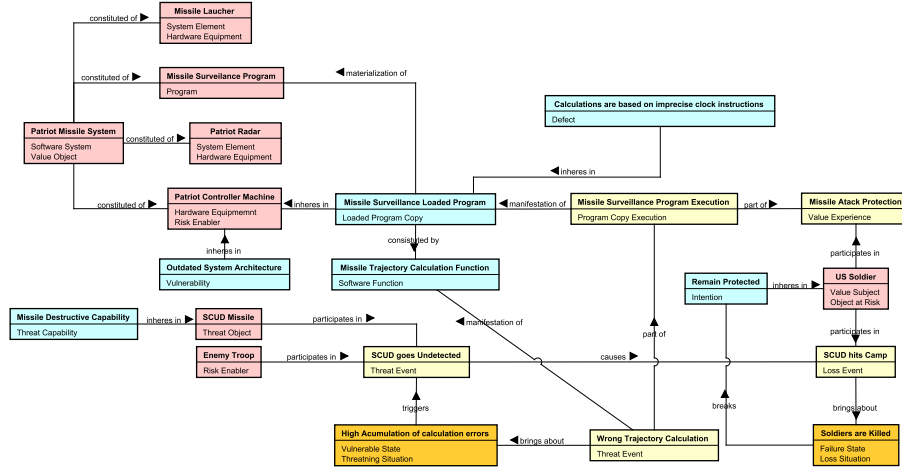 Missile Laucher
System Element
Hardware Equipment
constituted of
Missile Surveilance Program
Program
constituted of
materialization of
Calculations are based on imprecise clock instructions
Defect
Patriot Missile System
Software System
Value Object
constituted of
Patriot Radar
System Element
Hardware Equipment
inheres in
Patriot Controller Machine
Hardware Equipmemnt
Risk Enabler
constituted of
inheres in
Missile Surveillance Loaded Program
Loaded Program Copy
manifestation of
Missile Surveillance Program Execution
Program Copy Execution
part of
Missile Atack Protection
Value Experience
inheres in
consistuted by
participates in
Outdated System Architecture
Vulnerability
Missile Trajectory Calculation Function
Software Function
Remain Protected
Intention
inheres in
US Soldier
Value Subject
Object at Risk
Missile Destructive Capability
Threat Capability
inheres in
SCUD Missile
Threat Object
participates in
manifestation of
part of
participates in
Enemy Troop
Risk Enabler
participates in
SCUD goes Undetected
Threat Event
causes
SCUD hits Camp
Loss Event
triggers
breaks
brings about
High Acumulation of calculation errors
Vulnerable State
Threatning Situation
brings about
Wrong Trajectory Calculation
Threat Event
Soldiers are Killed
Failure State
Loss Situation